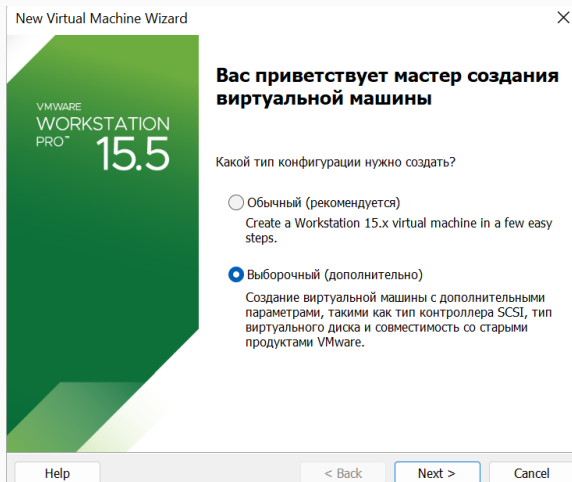 New Virtual Machine Wizard
VMWARE
WORKSTATION
PRO™ 15.5
Вас приветствует мастер создания
виртуальной машины
Какой тип конфигурации нужно создать?
Обычный (рекомендуется)
Create a Workstation 15.x virtual machine in a few easy
steps.
Выборочный (дополнительно)
Создание виртуальной машины с дополнительными
параметрами, такими как тип контроллера SCSI, тип
виртуального диска и совместимость со старыми
продуктами VMware.
Help
< Back
Next >
Cancel